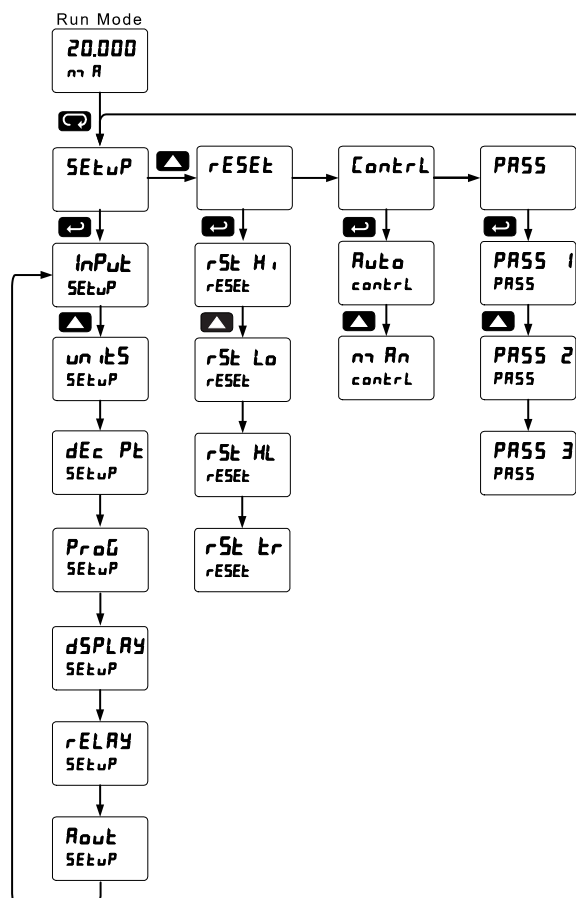 Run Mode
20.000
mA
SEtuP
rESEt
ContrL
PASS
InPut
SEtuP
rSt Hi
rESEt
Auto
contrL
PASS 1
PASS
unitS
SEtuP
rSt Lo
rESEt
mAn
contrL
PASS 2
PASS
dEc Pt
SEtuP
rSt HL
rESEt
PASS 3
PASS
ProG
SEtuP
rSt tr
rESEt
dSPLAY
SEtuP
rELAY
SEtuP
Aout
SEtuP